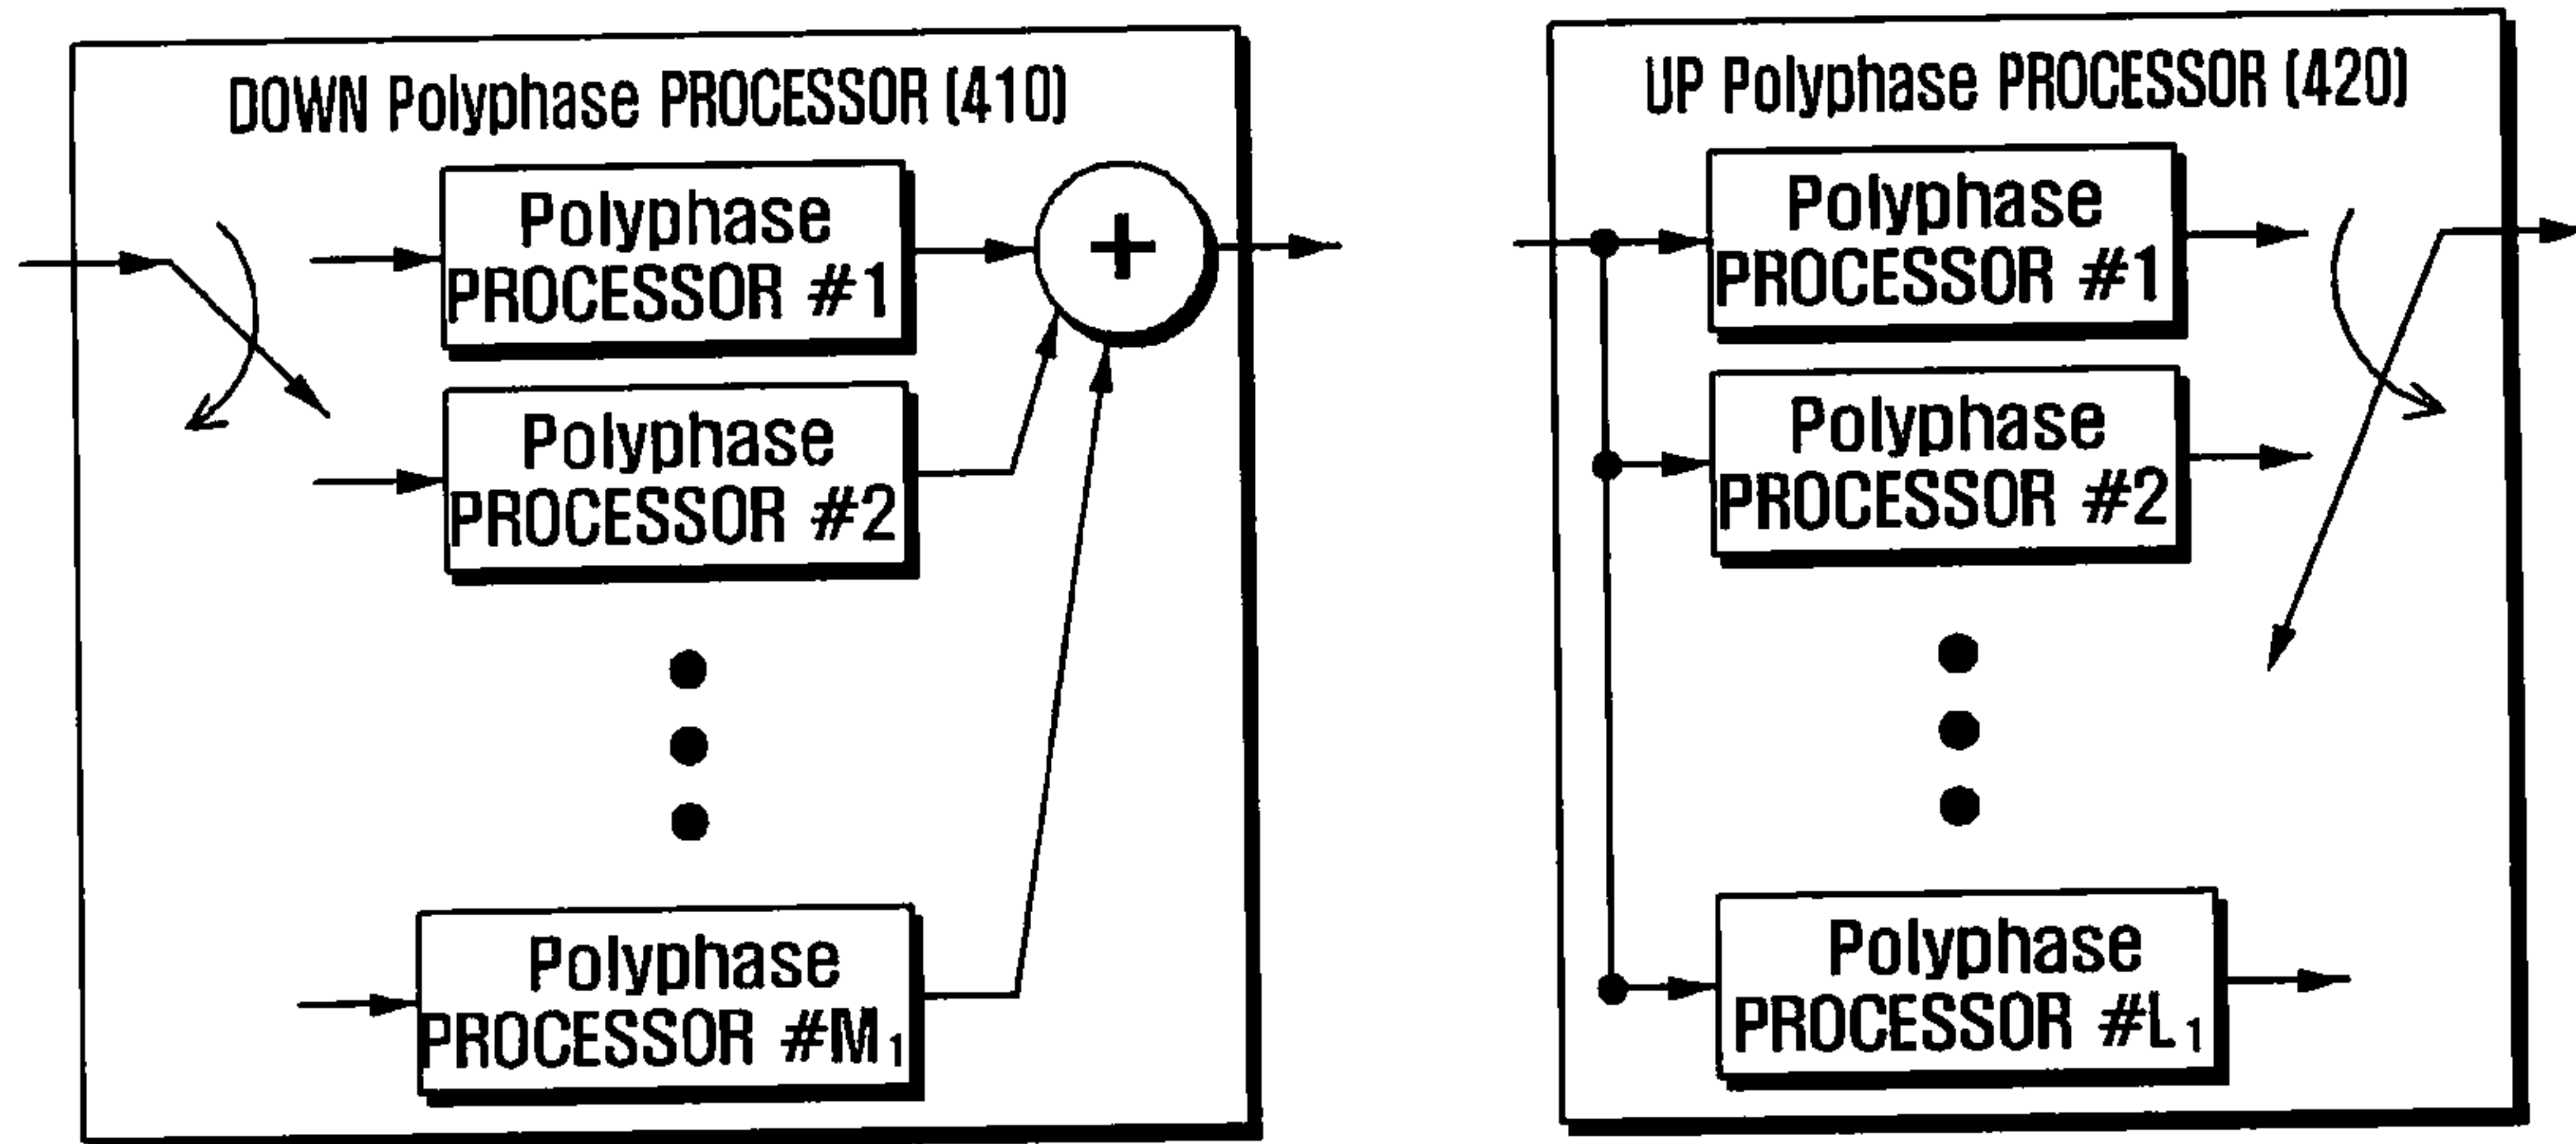 DOWN Polyphase PROCESSOR (410)
Polyphase
PROCESSOR #1
+
Polyphase
PROCESSOR #2
Polyphase
PROCESSOR #M₁
UP Polyphase PROCESSOR (420)
Polyphase
PROCESSOR #1
Polyphase
PROCESSOR #2
Polyphase
PROCESSOR #L₁